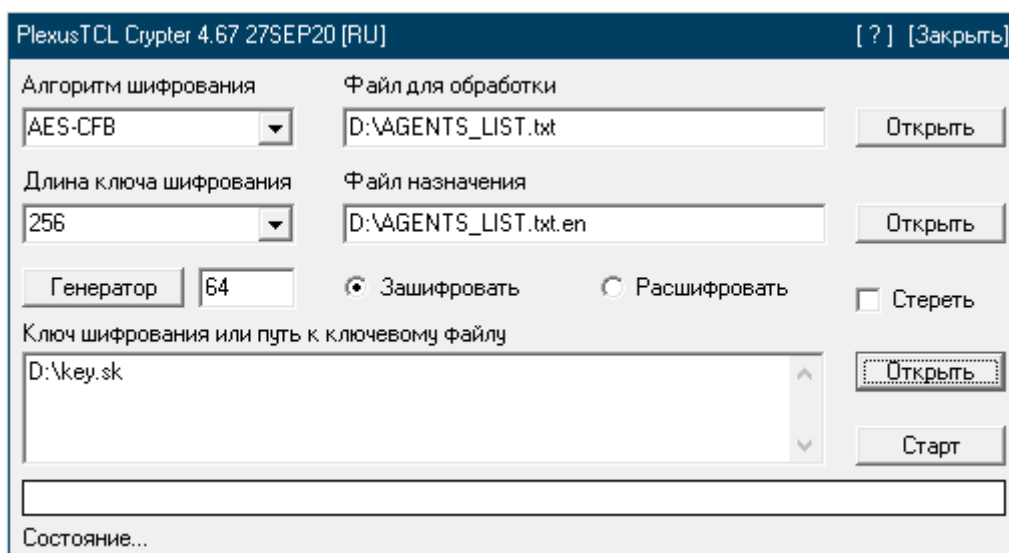 PlexusTCL Crypter 4.67 27SEP20 [RU] [ ? ] [Закрыть]
Алгоритм шифрования Файл для обработки
AES-CFB D:\AGENTS_LIST.txt Открыть
Длина ключа шифрования Файл назначения
256 D:\AGENTS_LIST.txt.en Открыть
Генератор 64 Зашифровать Расшифровать Стереть
Ключ шифрования или путь к ключевому файлу
D:\key.sk Открыть
Старт
Состояние...